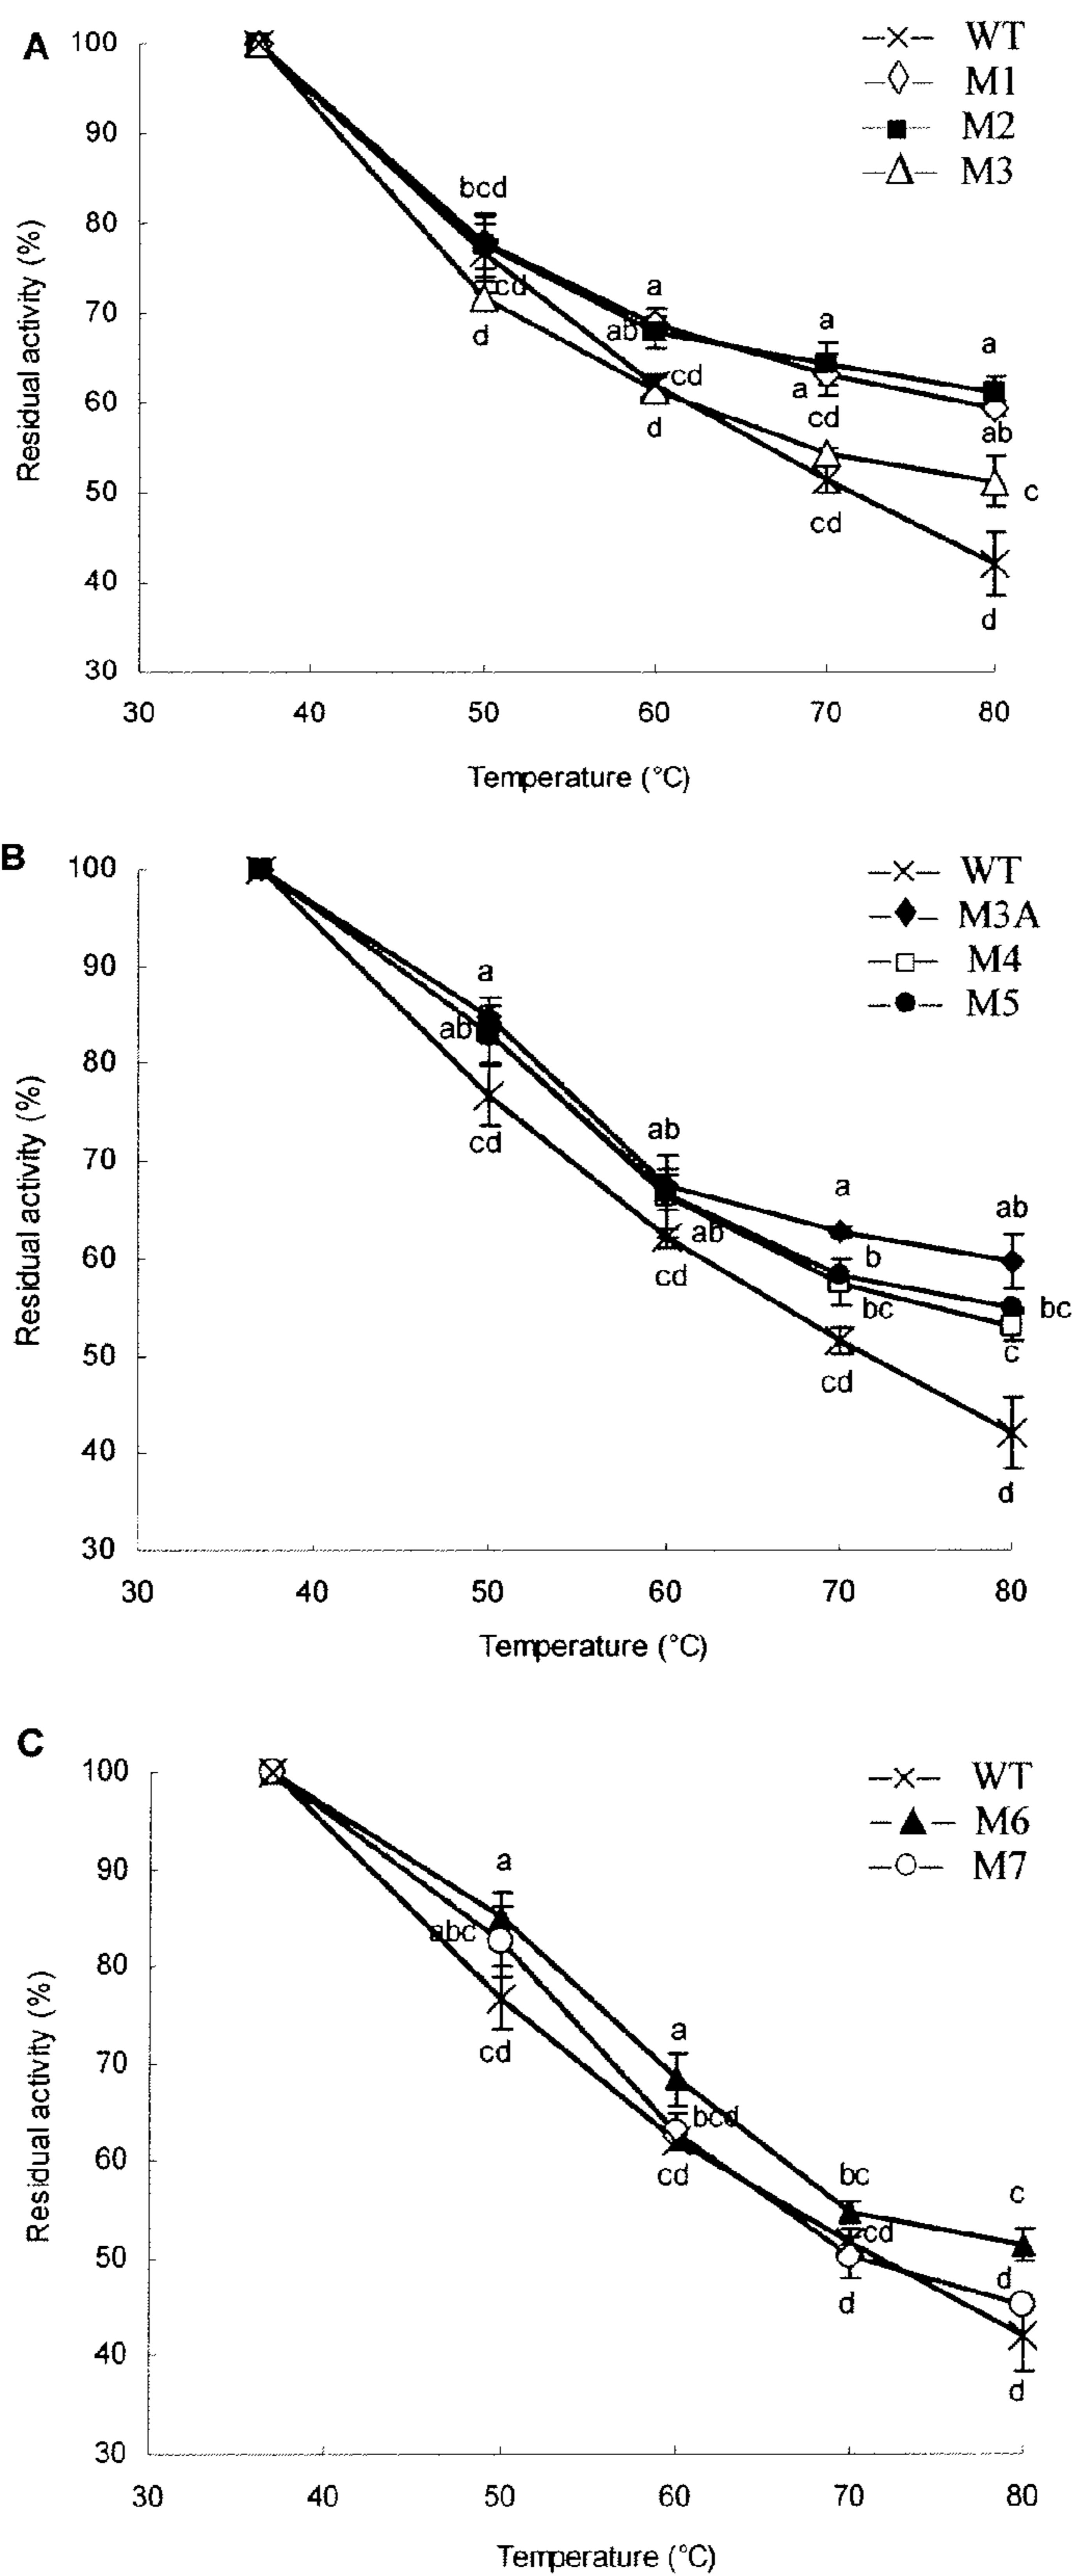 A
WT
M1
M2
M3
100
90
80
70
60
50
40
30
Residual activity (%)
bcd
cd
d
a
ab
cd
d
a
a
cd
cd
a
ab
c
d
30 40 50 60 70 80
Temperature (°C)
B
WT
M3A
M4
M5
100
90
80
70
60
50
40
30
Residual activity (%)
a
ab
cd
ab
ab
cd
a
b
bc
cd
ab
bc
c
d
30 40 50 60 70 80
Temperature (°C)
C
WT
M6
M7
100
90
80
70
60
50
40
30
Residual activity (%)
a
abc
cd
a
bcd
cd
bc
cd
d
c
d
d
30 40 50 60 70 80
Temperature (°C)